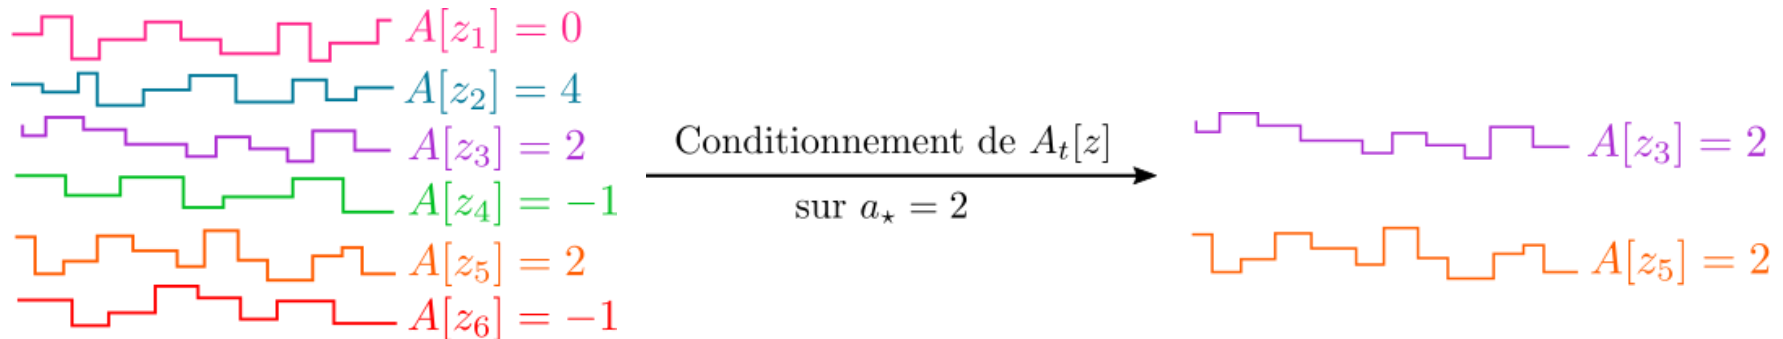 A[z₁] = 0
A[z₂] = 4
A[z₃] = 2
A[z₄] = −1
A[z₅] = 2
A[z₆] = −1
Conditionnement de Aₜ[z]
sur a⋆ = 2
A[z₃] = 2
A[z₅] = 2